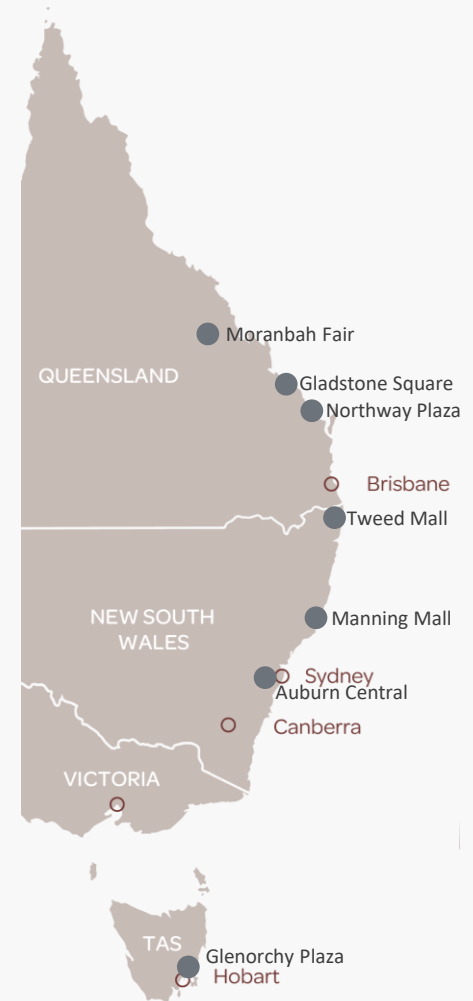 Moranbah Fair
QUEENSLAND
Gladstone Square
Northway Plaza
Brisbane
Tweed Mall
NEW SOUTH
WALES
Manning Mall
Sydney
Auburn Central
Canberra
VICTORIA
TAS
Glenorchy Plaza
Hobart